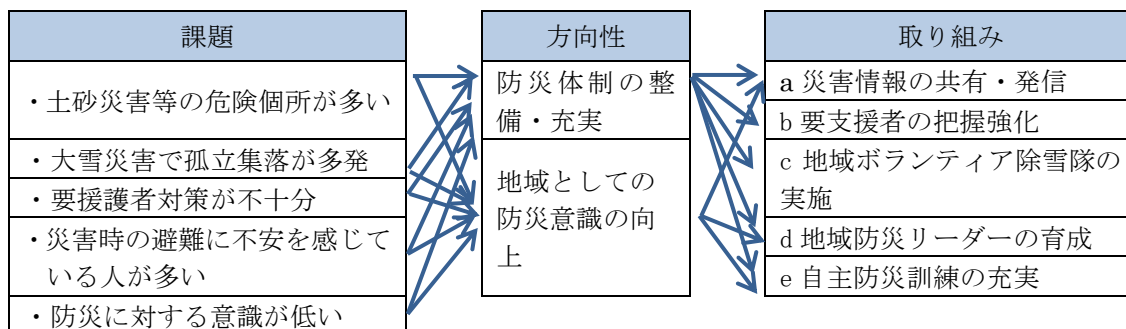 課題
・土砂災害等の危険個所が多い
・大雪災害で孤立集落が多発
・要援護者対策が不十分
・災害時の避難に不安を感じて
いる人が多い
・防災に対する意識が低い
方向性
防災体制の整
備・充実
地域としての
防災意識の向
上
取り組み
a 災害情報の共有・発信
b 要支援者の把握強化
c 地域ボランティア除雪隊の
実施
d 地域防災リーダーの育成
e 自主防災訓練の充実